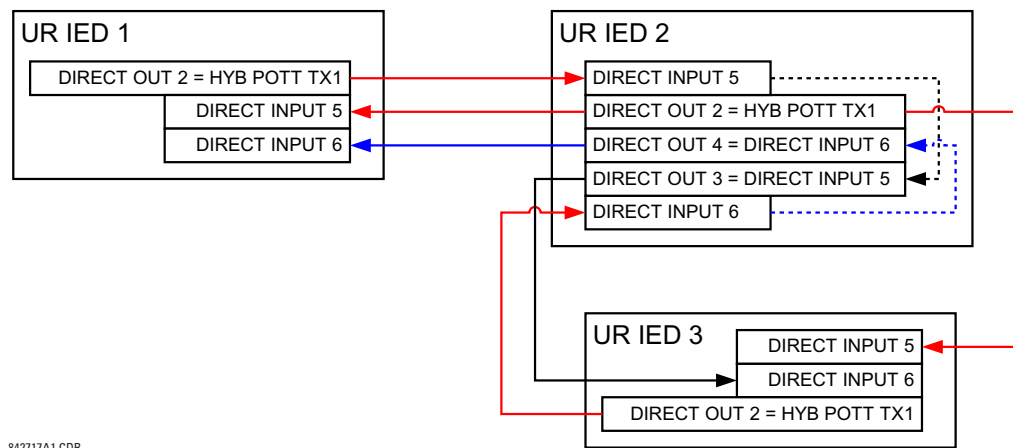 UR IED 1
DIRECT OUT 2 = HYB POTT TX1
DIRECT INPUT 5
DIRECT INPUT 6
UR IED 2
DIRECT INPUT 5
DIRECT OUT 2 = HYB POTT TX1
DIRECT OUT 4 = DIRECT INPUT 6
DIRECT OUT 3 = DIRECT INPUT 5
DIRECT INPUT 6
UR IED 3
DIRECT INPUT 5
DIRECT INPUT 6
DIRECT OUT 2 = HYB POTT TX1
842717A1.CDR